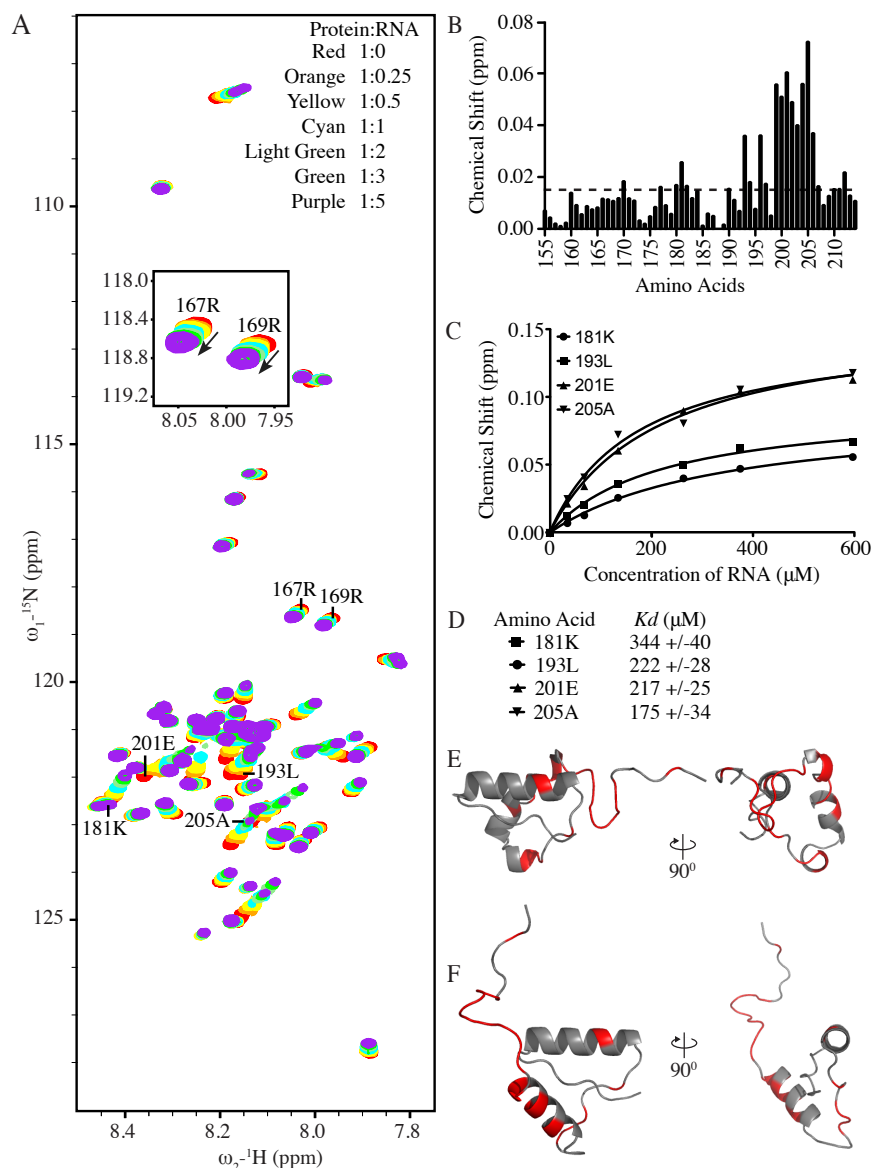 A
Protein:RNA
Red 1:0
Orange 1:0.25
Yellow 1:0.5
Cyan 1:1
Light Green 1:2
Green 1:3
Purple 1:5
110
115
120
125
ω₁-¹⁵N (ppm)
118.0
118.4
118.8
119.2
167R
169R
8.05 8.00 7.95
167R 169R
201E
193L
181K
205A
8.4 8.2 8.0 7.8
ω₂-¹H (ppm)
B
0.08
0.06
0.04
0.02
0.00
Chemical Shift (ppm)
155 160 165 170 175 180 185 190 195 200 205 210
Amino Acids
C
0.15
0.10
0.05
0.00
Chemical Shift (ppm)
181K
193L
201E
205A
0 200 400 600
Concentration of RNA (µM)
D
Amino Acid Kd (µM)
181K 344 +/-40
193L 222 +/-28
201E 217 +/-25
205A 175 +/-34
E
90⁰
F
90⁰